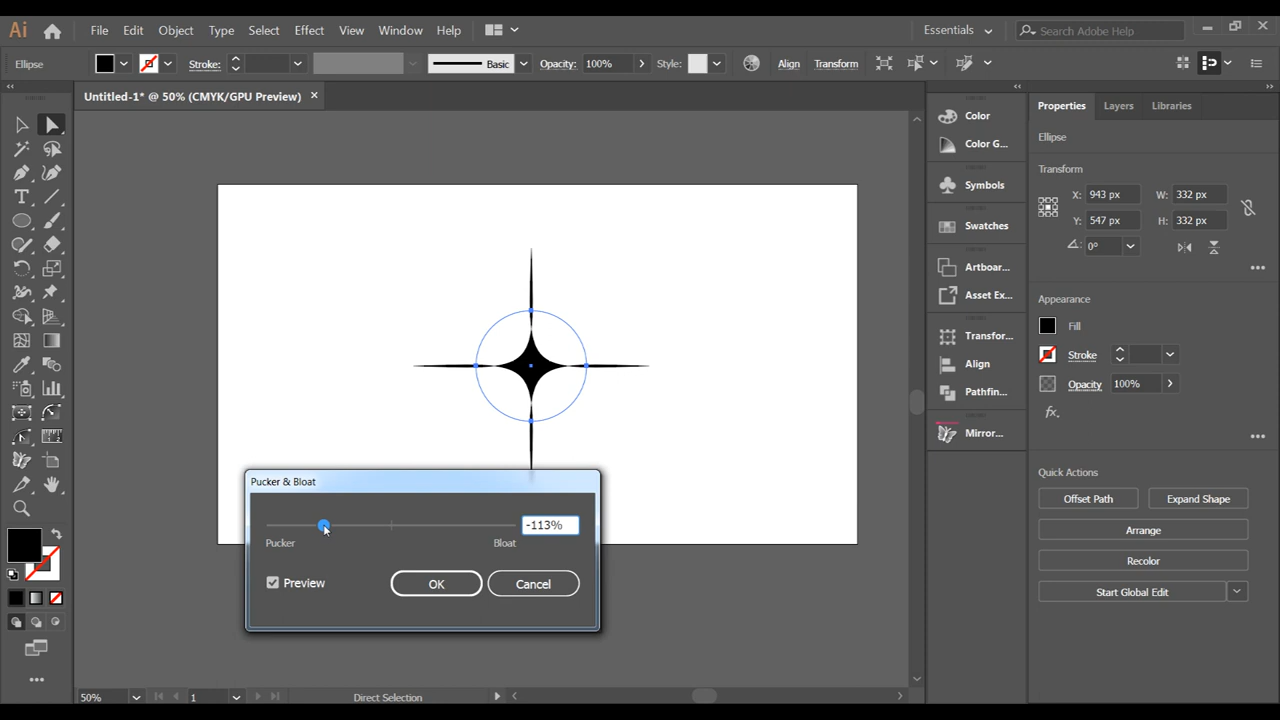 Ai File Edit Object Type Select Effect View Window Help Essentials Search Adobe Help
Ellipse Stroke: Basic Opacity: 100% Style: Align Transform
Untitled-1* @ 50% (CMYK/GPU Preview) ×
Properties Layers Libraries
Color
Color G...
Symbols
Swatches
Artboar...
Asset Ex...
Transfor...
Align
Pathfin...
Mirror...
Ellipse
Transform
X: 943 px W: 332 px
Y: 547 px H: 332 px
0°
Appearance
Fill
Stroke
Opacity 100%
fx.
Quick Actions
Offset Path Expand Shape
Arrange
Recolor
Start Global Edit
Pucker & Bloat
-113%
Pucker Bloat
Preview OK Cancel
50% 1 Direct Selection